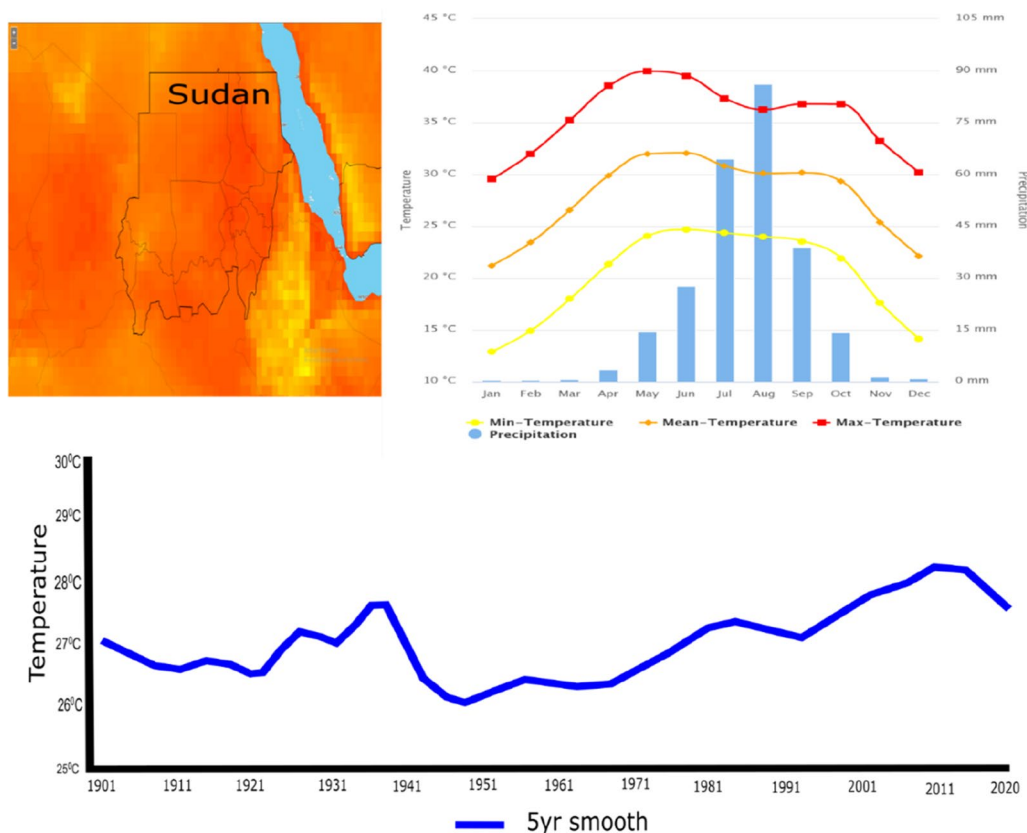 Sudan
45 °C
40 °C
35 °C
30 °C
25 °C
20 °C
15 °C
10 °C
Temperature
105 mm
90 mm
75 mm
60 mm
45 mm
30 mm
15 mm
0 mm
Precipitation
Jan Feb Mar Apr May Jun Jul Aug Sep Oct Nov Dec
Min-Temperature Mean-Temperature Max-Temperature
Precipitation
30⁰C
29⁰C
28⁰C
27⁰C
26⁰C
25⁰C
Temperature
1901 1911 1921 1931 1941 1951 1961 1971 1981 1991 2001 2011 2020
5yr smooth